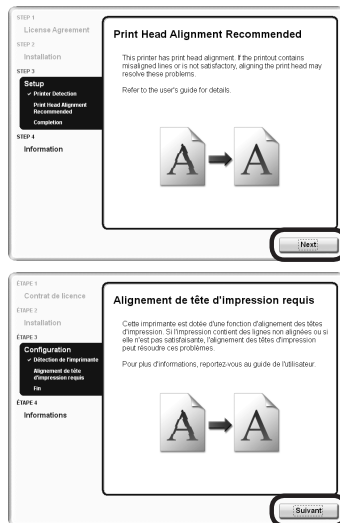 STEP 1
License Agreement
STEP 2
Installation
STEP 3
Setup
✓ Printer Detection
Print Head Alignment
Recommended
Completion
STEP 4
Information
Print Head Alignment Recommended
This printer has print head alignment. If the printout contains
misaligned lines or is not satisfactory, aligning the print head may
resolve these problems.
Refer to the user's guide for details.
A
A
Next
ÉTAPE 1
Contrat de licence
ÉTAPE 2
Installation
ÉTAPE 3
Configuration
✓ Détection de l'imprimante
Alignement de tête
d'impression requis
Fin
ÉTAPE 4
Informations
Alignement de tête d'impression requis
Cette imprimante est dotée d'une fonction d'alignement des têtes
d'impression. Si l'impression contient des lignes non alignées ou si
elle n'est pas satisfaisante, l'alignement des têtes d'impression
peut résoudre ces problèmes.
Pour plus d'informations, reportez-vous au guide de l'utilisateur.
A
A
Suivant